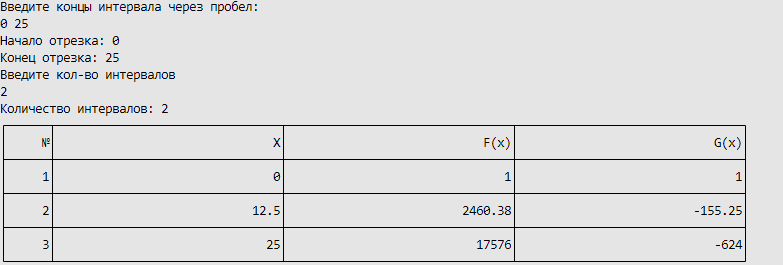 Введите концы интервала через пробел:
0 25
Начало отрезка: 0
Конец отрезка: 25
Введите кол-во интервалов
2
Количество интервалов: 2
№ X F(x) G(x)
1 0 1 1
2 12.5 2460.38 -155.25
3 25 17576 -624